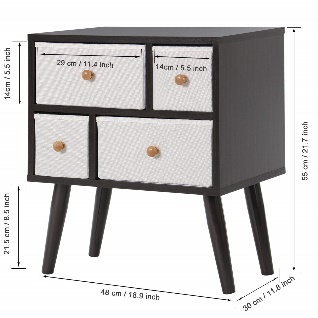 29 cm / 11.4 inch
14cm / 5.5 inch
14cm / 5.5 inch
55 cm / 21.7 inch
21.5 cm / 8.5 inch
48 cm / 18.9 inch
30 cm / 11.8 inch